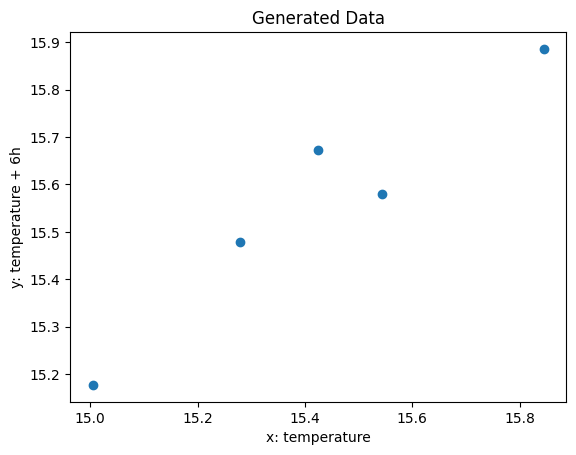 Generated Data
15.9
15.8
15.7
15.6
15.5
15.4
15.3
15.2
y: temperature + 6h
15.0 15.2 15.4 15.6 15.8
x: temperature